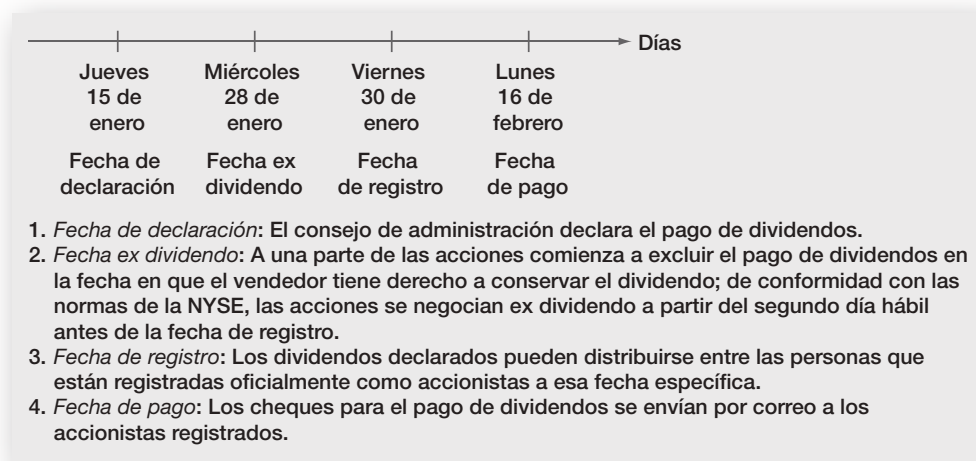 Días
Jueves
15 de
enero
Fecha de
declaración
Miércoles
28 de
enero
Fecha ex
dividendo
Viernes
30 de
enero
Fecha
de registro
Lunes
16 de
febrero
Fecha
de pago
1. Fecha de declaración: El consejo de administración declara el pago de dividendos.
2. Fecha ex dividendo: A una parte de las acciones comienza a excluir el pago de dividendos en
la fecha en que el vendedor tiene derecho a conservar el dividendo; de conformidad con las
normas de la NYSE, las acciones se negocian ex dividendo a partir del segundo día hábil
antes de la fecha de registro.
3. Fecha de registro: Los dividendos declarados pueden distribuirse entre las personas que
están registradas oficialmente como accionistas a esa fecha específica.
4. Fecha de pago: Los cheques para el pago de dividendos se envían por correo a los
accionistas registrados.